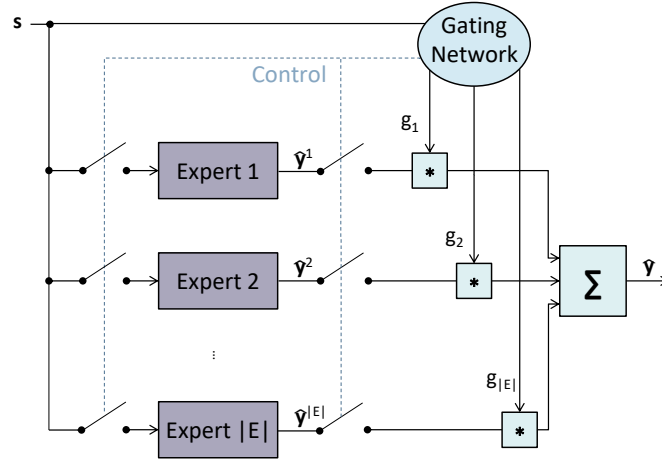 s
Gating
Network
Control
g₁
Expert 1
ŷ¹
*
g₂
Expert 2
ŷ²
*
Σ
ŷ
...
g|E|
Expert |E|
ŷ|E|
*